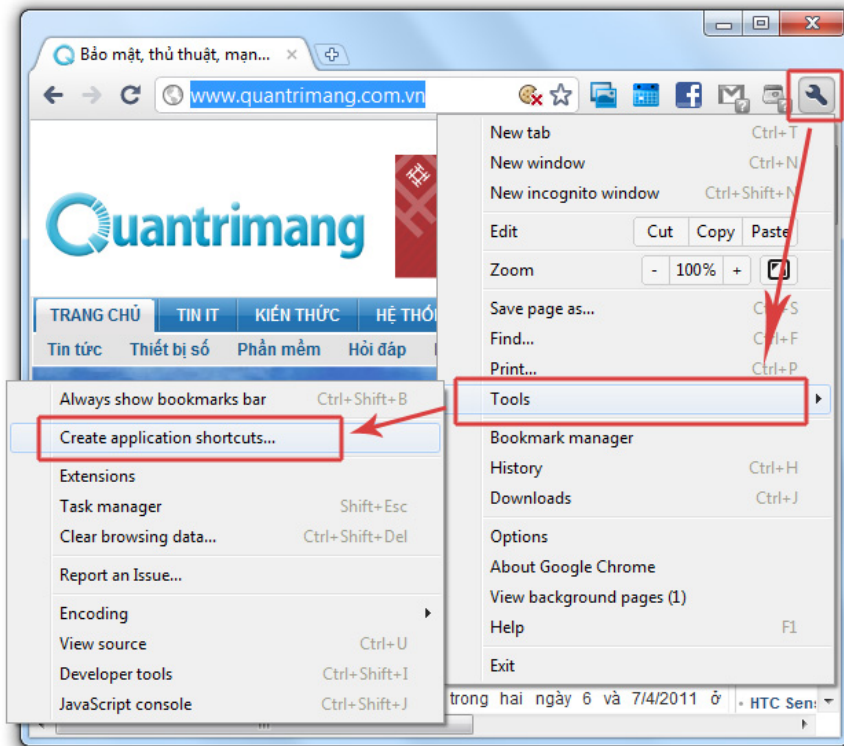 Bảo mật, thủ thuật, mạn...
www.quantrimang.com.vn
Quantrimang
TRANG CHỦ TIN IT KIẾN THỨC
Tin tức Thiết bị số Phần mềm Hỏi đáp
New tab Ctrl+T
New window Ctrl+N
New incognito window Ctrl+Shift+N
Edit Cut Copy Paste
Zoom - 100% +
Save page as... Ctrl+S
Find... Ctrl+F
Print... Ctrl+P
Tools
Bookmark manager
History Ctrl+H
Downloads Ctrl+J
Options
About Google Chrome
View background pages (1)
Help F1
Exit
Always show bookmarks bar Ctrl+Shift+B
Create application shortcuts...
Extensions
Task manager Shift+Esc
Clear browsing data... Ctrl+Shift+Del
Report an Issue...
Encoding
View source Ctrl+U
Developer tools Ctrl+Shift+I
JavaScript console Ctrl+Shift+J
trong hai ngày 6 và 7/4/2011 ở
HTC